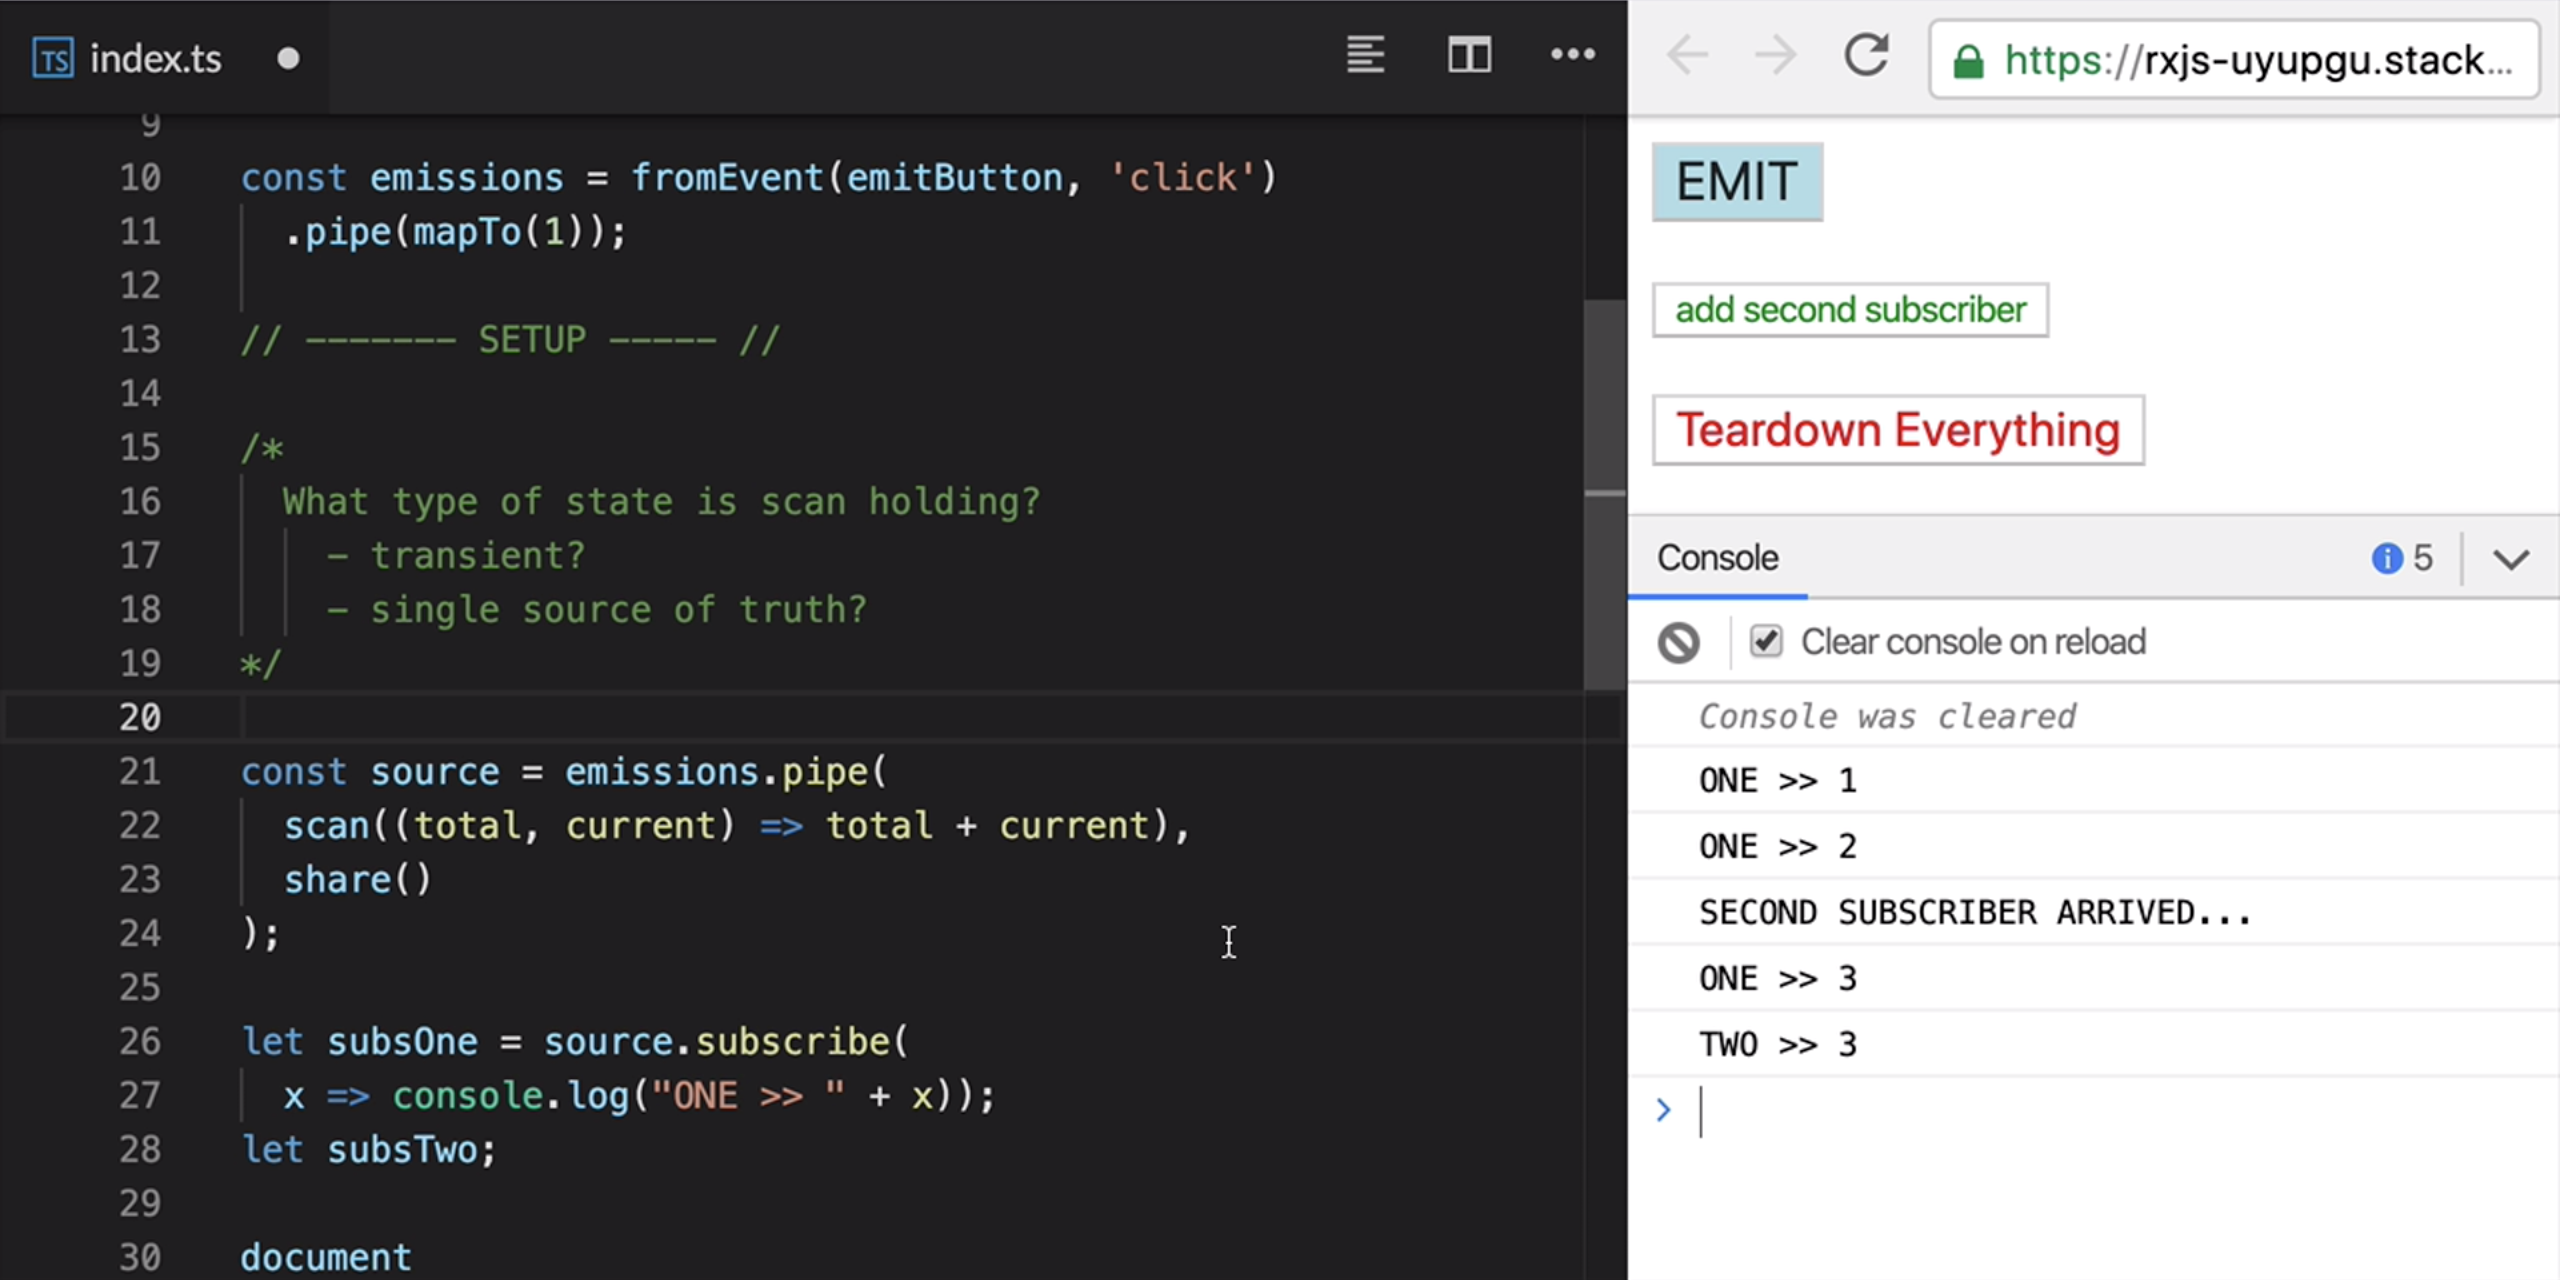 TS index.ts
9
10 const emissions = fromEvent(emitButton, 'click')
11 .pipe(mapTo(1));
12
13 // ––––––– SETUP ––––– //
14
15 /*
16 What type of state is scan holding?
17 – transient?
18 – single source of truth?
19 */
20
21 const source = emissions.pipe(
22 scan((total, current) => total + current),
23 share()
24 );
25
26 let subsOne = source.subscribe(
27 x => console.log("ONE >> " + x));
28 let subsTwo;
29
30 document
https://rxjs-uyupgu.stack...
EMIT
add second subscriber
Teardown Everything
Console
5
Clear console on reload
Console was cleared
ONE >> 1
ONE >> 2
SECOND SUBSCRIBER ARRIVED...
ONE >> 3
TWO >> 3
>